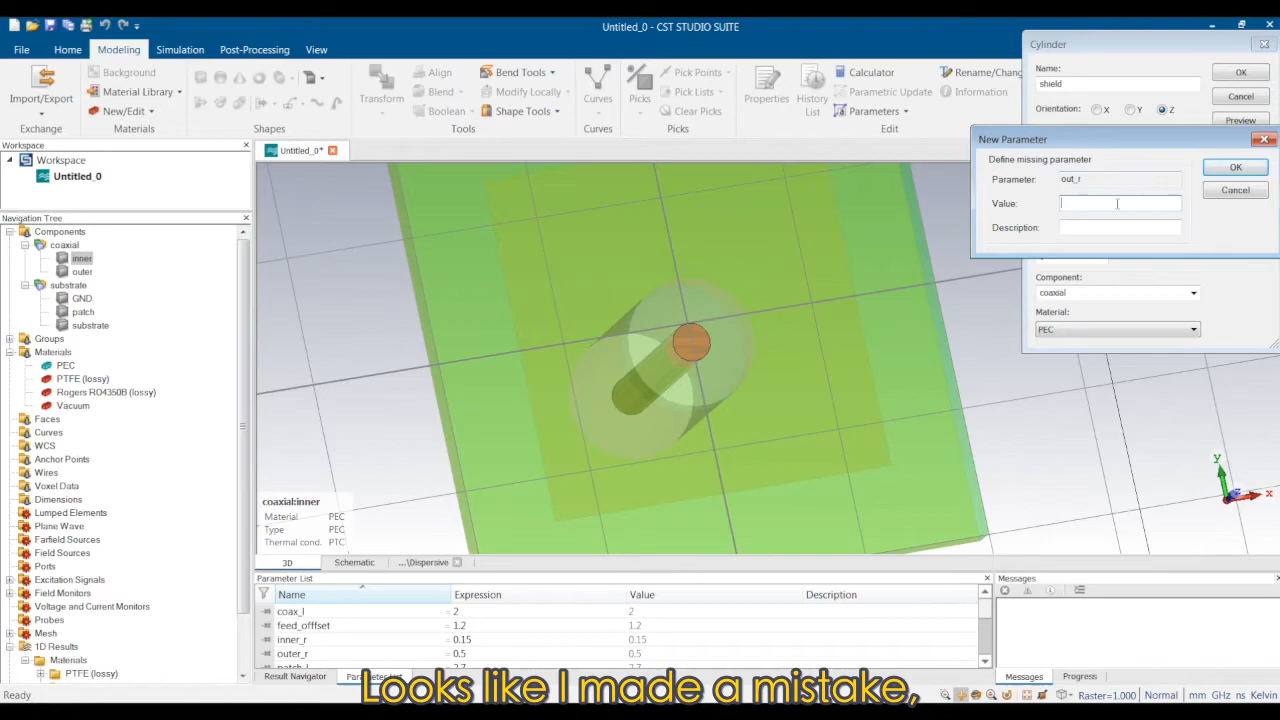 Untitled_0 - CST STUDIO SUITE
File Home Modeling Simulation Post-Processing View
Import/Export
Exchange
Background
Material Library
New/Edit
Materials
Shapes
Transform
Align
Blend
Boolean
Bend Tools
Modify Locally
Shape Tools
Tools
Curves
Curves
Picks
Pick Points
Pick Lists
Clear Picks
Picks
Properties
History
List
Calculator
Parametric Update
Parameters
Rename/Chang
Information
Edit
Cylinder
Name:
shield
OK
Cancel
Preview
Orientation: X Y Z
New Parameter
Define missing parameter
Parameter: out_r
Value:
Description:
OK
Cancel
Component:
coaxial
Material:
PEC
Workspace
Workspace
Untitled_0
Untitled_0*
Navigation Tree
Components
coaxial
inner
outer
substrate
GND
patch
substrate
Groups
Materials
PEC
PTFE (lossy)
Rogers RO4350B (lossy)
Vacuum
Faces
Curves
WCS
Anchor Points
Wires
Voxel Data
Dimensions
Lumped Elements
Plane Wave
Farfield Sources
Field Sources
Ports
Excitation Signals
Field Monitors
Voltage and Current Monitors
Probes
Mesh
1D Results
Materials
PTFE (lossy)
coaxial:inner
Material PEC
Type PEC
Thermal cond. PTC
y
x
3D Schematic ...\Dispersive
Parameter List
Name Expression Value Description
coax_l = 2 2
feed_offfset = 1.2 1.2
inner_r = 0.15 0.15
outer_r = 0.5 0.5
Messages
Result Navigator
Messages Progress
Looks like I made a mistake,
Ready
Raster=1.000 Normal mm GHz ns Kelvin